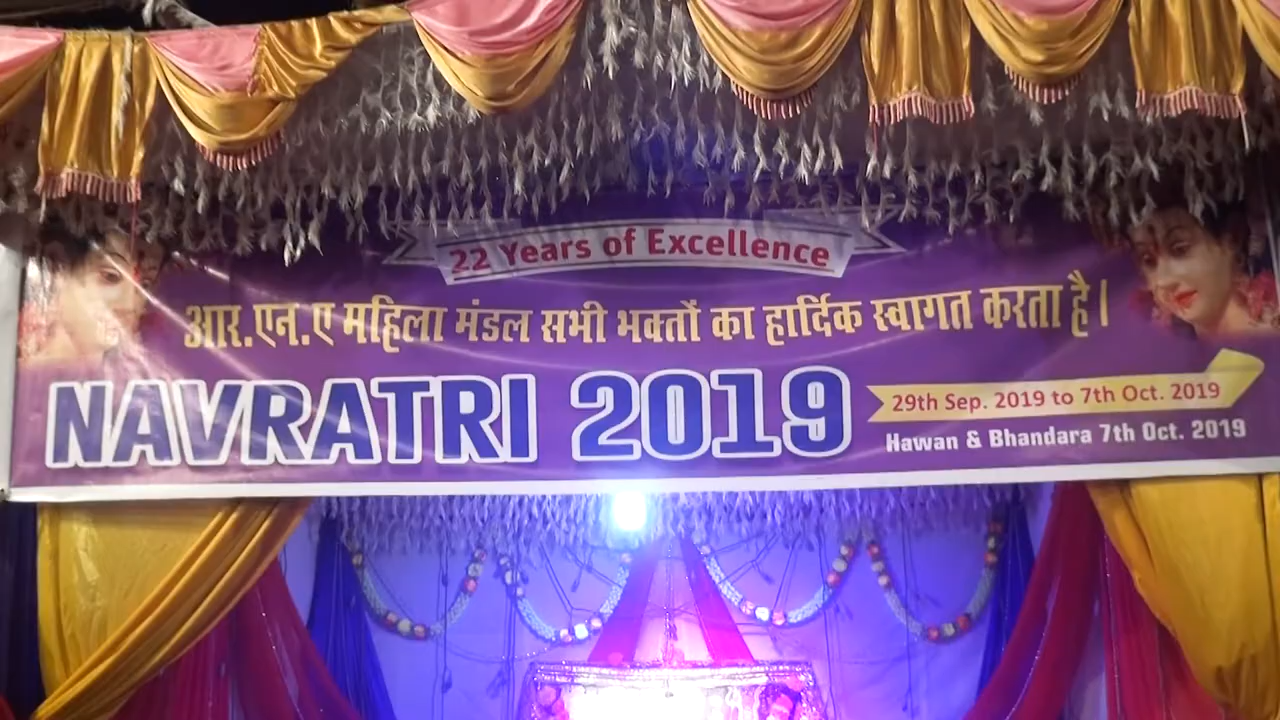 22 Years of Excellence
आर.एन.ए महिला मंडल सभी भक्तों का हार्दिक स्वागत करता है।
NAVRATRI 2019
29th Sep. 2019 to 7th Oct. 2019
Hawan & Bhandara 7th Oct. 2019